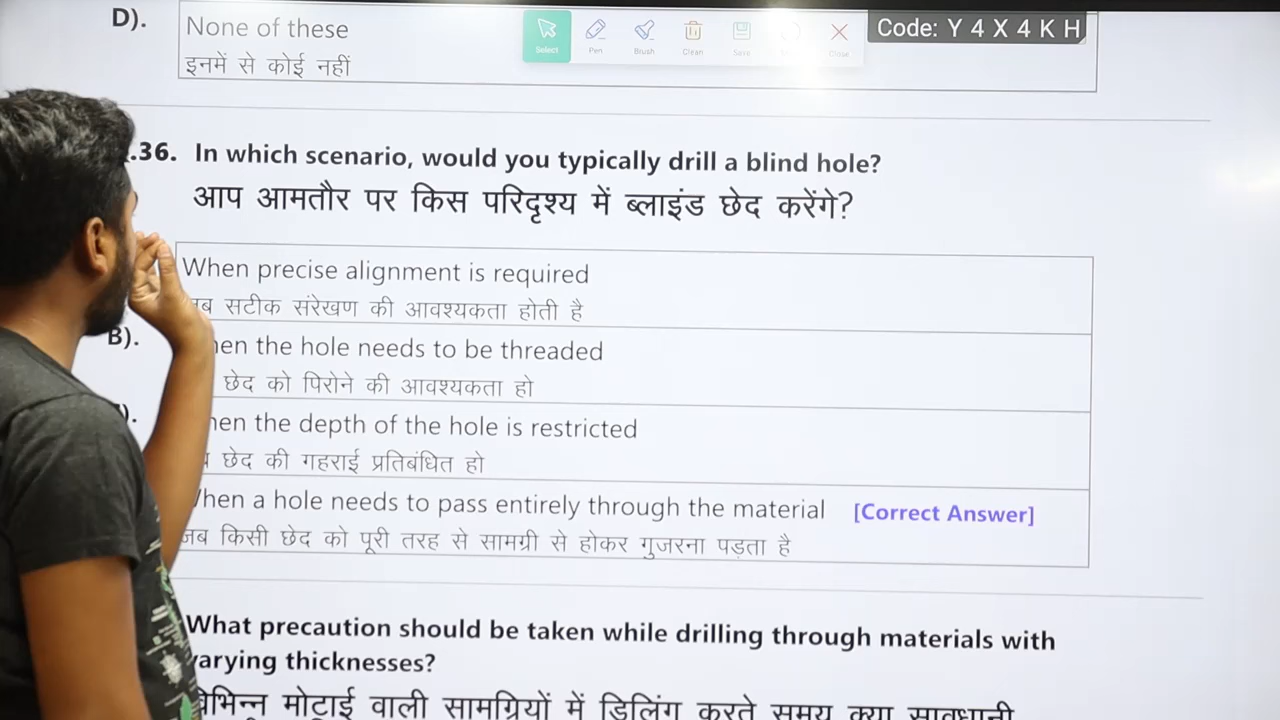 D).
None of these
इनमें से कोई नहीं
Select
Pen
Brush
Clean
Save
Close
Code: Y 4 X 4 K H
.36. In which scenario, would you typically drill a blind hole?
आप आमतौर पर किस परिदृश्य में ब्लाइंड छेद करेंगे?
When precise alignment is required
सटीक संरेखण की आवश्यकता होती है
B).
hen the hole needs to be threaded
छेद को पिरोने की आवश्यकता हो
hen the depth of the hole is restricted
छेद की गहराई प्रतिबंधित हो
hen a hole needs to pass entirely through the material [Correct Answer]
जब किसी छेद को पूरी तरह से सामग्री से होकर गुजरना पड़ता है
What precaution should be taken while drilling through materials with
varying thicknesses?
विभिन्न मोटाई वाली सामग्रियों में ड्रिलिंग करते समय क्या सावधानी